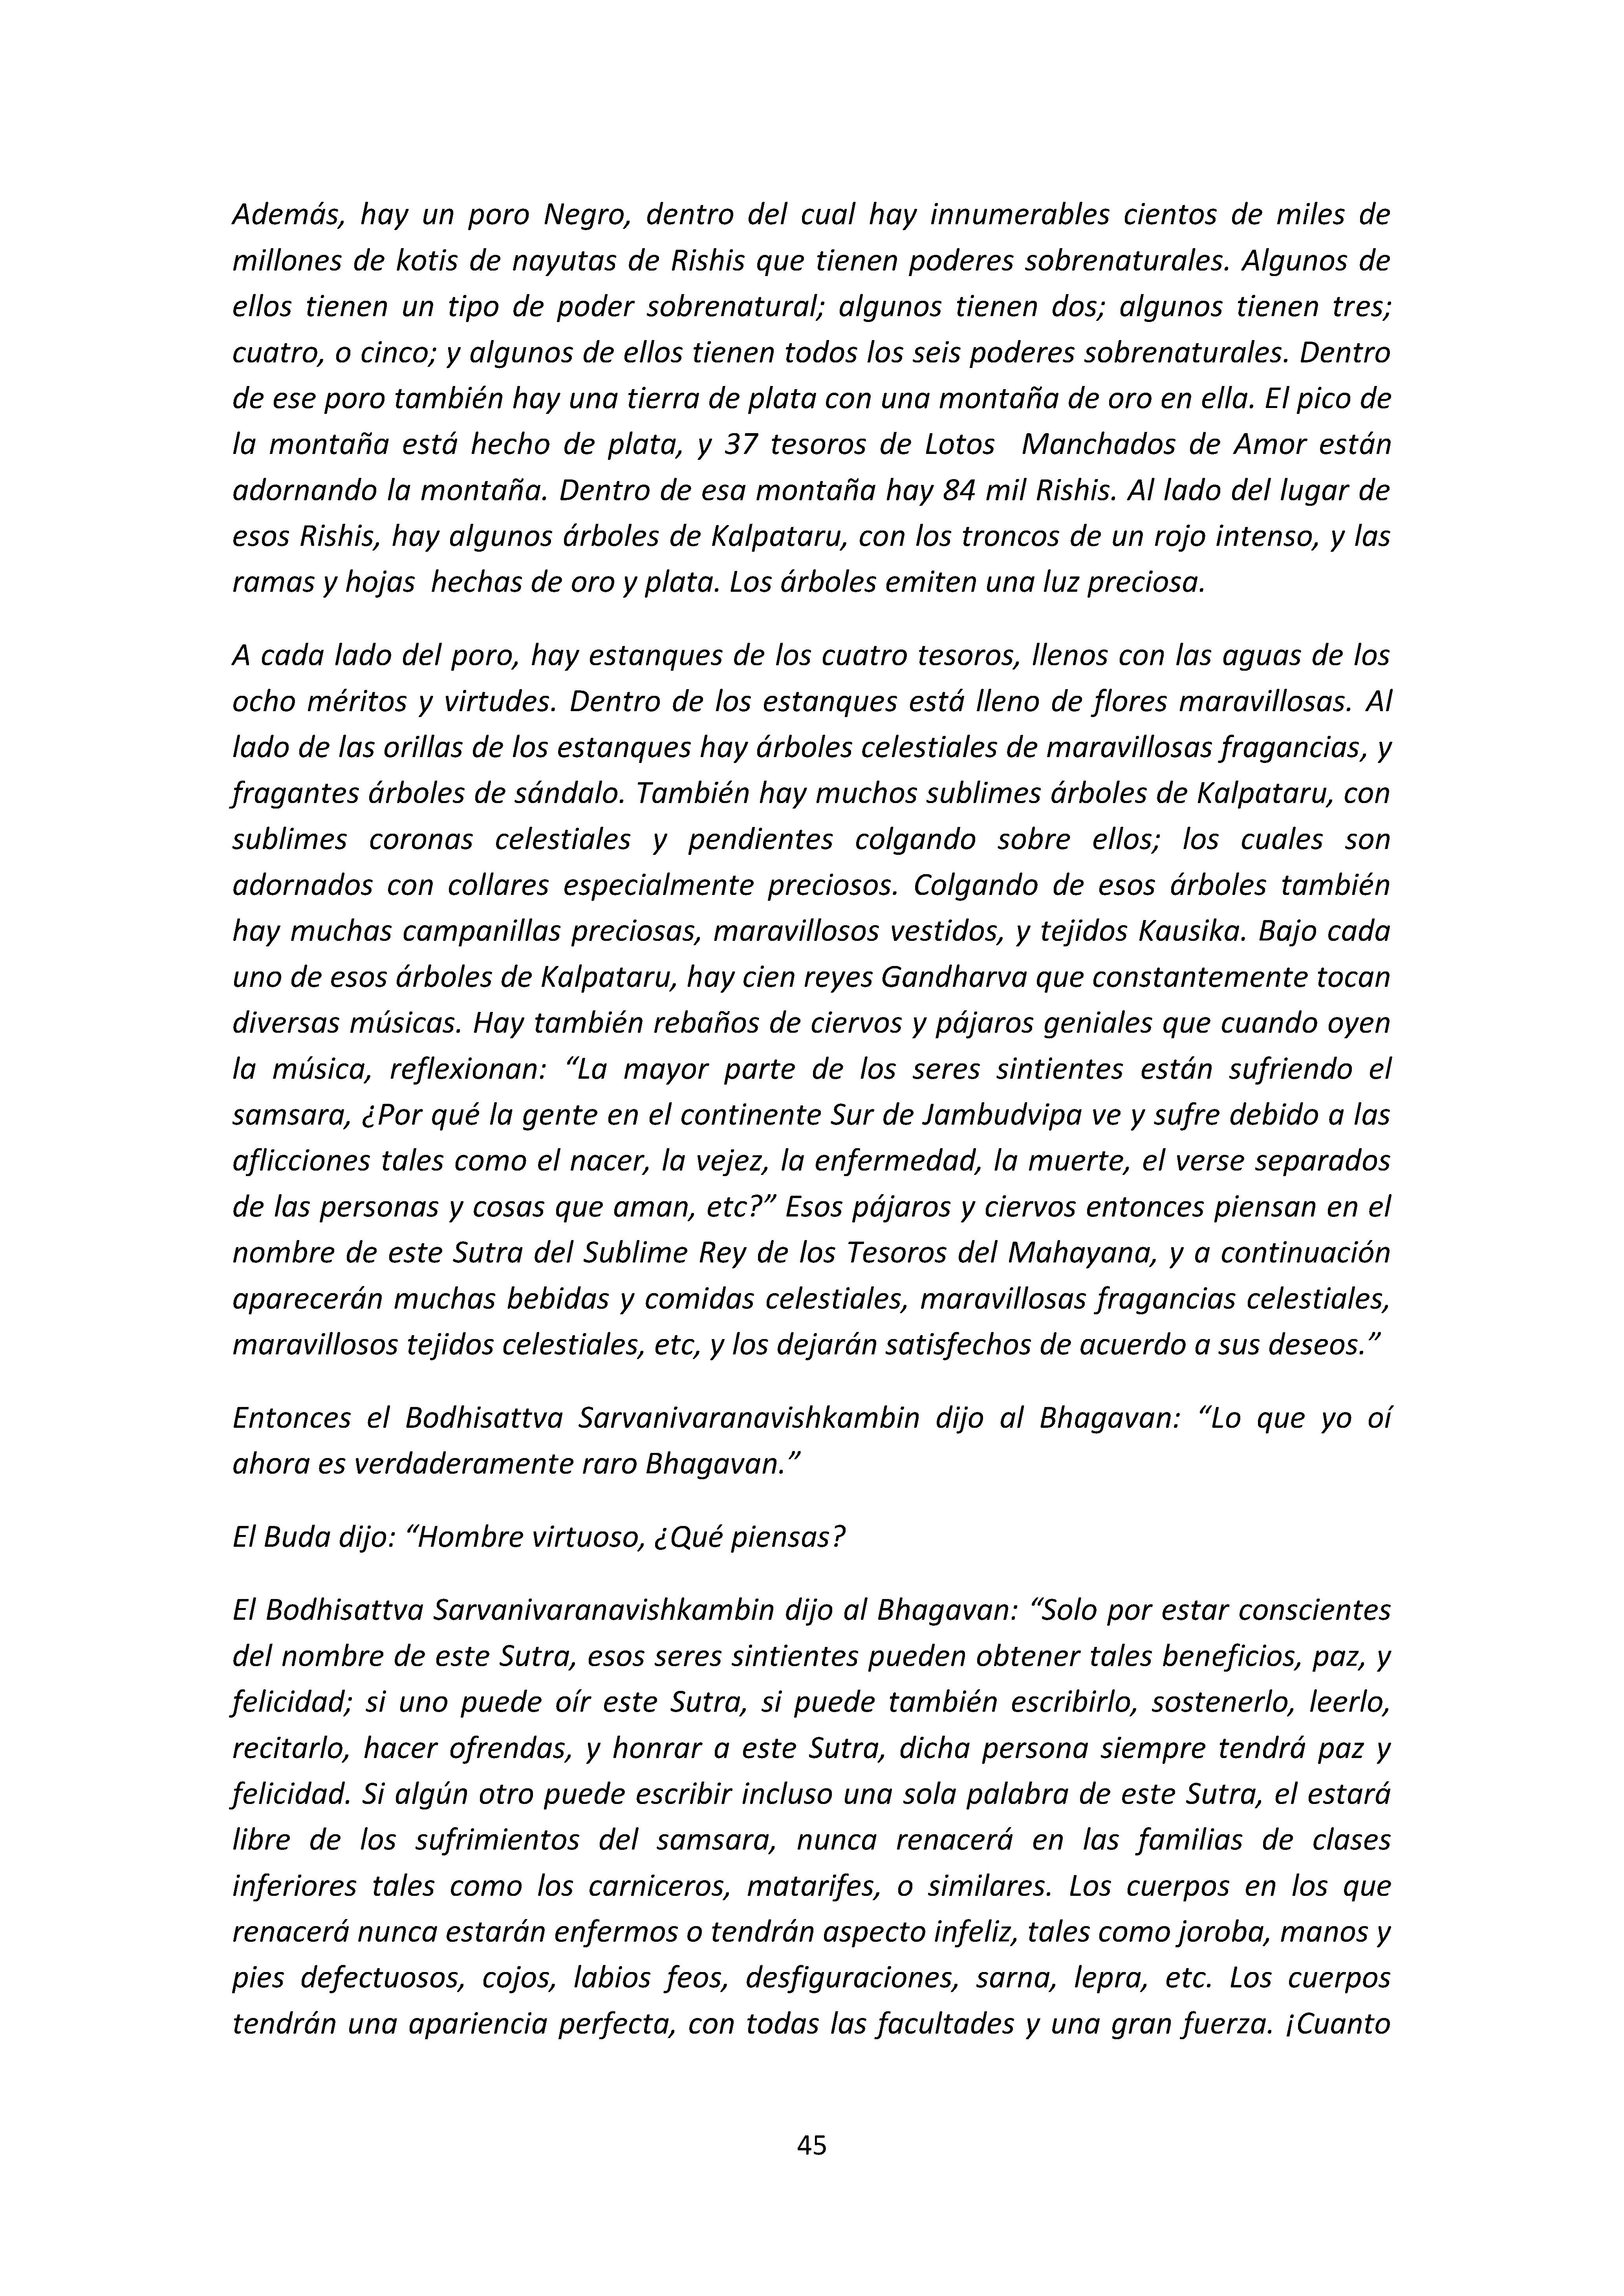 Además, hay un poro Negro, dentro del cual hay innumerables cientos de miles de
millones de kotis de nayutas de Rishis que tienen poderes sobrenaturales. Algunos de
ellos tienen un tipo de poder sobrenatural; algunos tienen dos; algunos tienen tres;
cuatro, o cinco; y algunos de ellos tienen todos los seis poderes sobrenaturales. Dentro
de ese poro también hay una tierra de plata con una montaña de oro en ella. El pico de
la montaña está hecho de plata, y 37 tesoros de Lotos  Manchados de Amor están
adornando la montaña. Dentro de esa montaña hay 84 mil Rishis. Al lado del lugar de
esos Rishis, hay algunos árboles de Kalpataru, con los troncos de un rojo intenso, y las
ramas y hojas  hechas de oro y plata. Los árboles emiten una luz preciosa.
A cada lado del poro, hay estanques de los cuatro tesoros, llenos con las aguas de los
ocho méritos y virtudes. Dentro de los estanques está lleno de flores maravillosas. Al
lado de las orillas de los estanques hay árboles celestiales de maravillosas fragancias, y
fragantes árboles de sándalo. También hay muchos sublimes árboles de Kalpataru, con
sublimes coronas celestiales y pendientes colgando sobre ellos; los cuales son
adornados con collares especialmente preciosos. Colgando de esos árboles también
hay muchas campanillas preciosas, maravillosos vestidos, y tejidos Kausika. Bajo cada
uno de esos árboles de Kalpataru, hay cien reyes Gandharva que constantemente tocan
diversas músicas. Hay también rebaños de ciervos y pájaros geniales que cuando oyen
la música, reflexionan: “La mayor parte de los seres sintientes están sufriendo el
samsara, ¿Por qué la gente en el continente Sur de Jambudvipa ve y sufre debido a las
aflicciones tales como el nacer, la vejez, la enfermedad, la muerte, el verse separados
de las personas y cosas que aman, etc?” Esos pájaros y ciervos entonces piensan en el
nombre de este Sutra del Sublime Rey de los Tesoros del Mahayana, y a continuación
aparecerán muchas bebidas y comidas celestiales, maravillosas fragancias celestiales,
maravillosos tejidos celestiales, etc, y los dejarán satisfechos de acuerdo a sus deseos.”
Entonces el Bodhisattva Sarvanivaranavishkambin dijo al Bhagavan: “Lo que yo oí
ahora es verdaderamente raro Bhagavan.”
El Buda dijo: “Hombre virtuoso, ¿Qué piensas?
El Bodhisattva Sarvanivaranavishkambin dijo al Bhagavan: “Solo por estar conscientes
del nombre de este Sutra, esos seres sintientes pueden obtener tales beneficios, paz, y
felicidad; si uno puede oír este Sutra, si puede también escribirlo, sostenerlo, leerlo,
recitarlo, hacer ofrendas, y honrar a este Sutra, dicha persona siempre tendrá paz y
felicidad. Si algún otro puede escribir incluso una sola palabra de este Sutra, el estará
libre de los sufrimientos del samsara, nunca renacerá en las familias de clases
inferiores tales como los carniceros, matarifes, o similares. Los cuerpos en los que
renacerá nunca estarán enfermos o tendrán aspecto infeliz, tales como joroba, manos y
pies defectuosos, cojos, labios feos, desfiguraciones, sarna, lepra, etc. Los cuerpos
tendrán una apariencia perfecta, con todas las facultades y una gran fuerza. ¡Cuanto
45